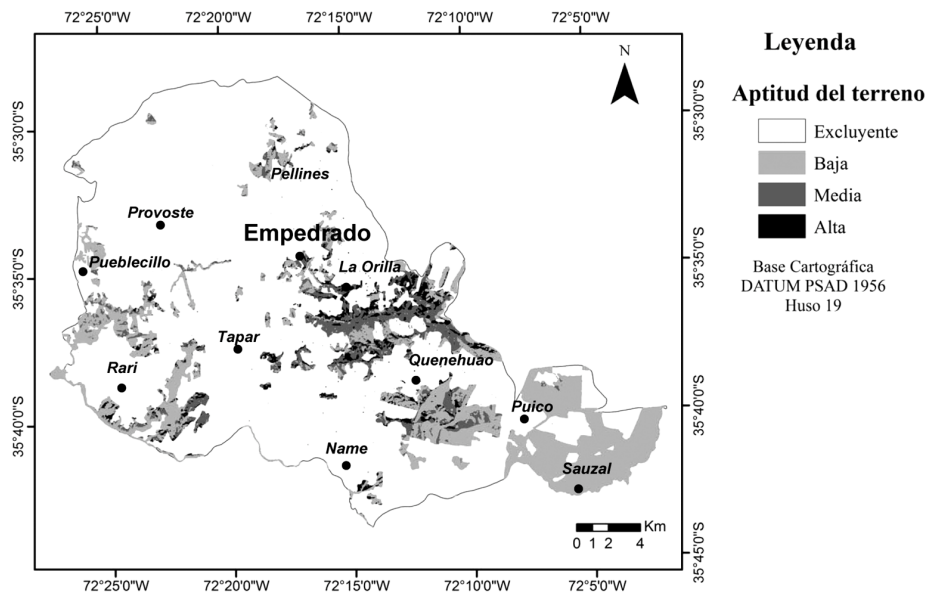 72°25'0"W 72°20'0"W 72°15'0"W 72°10'0"W 72°5'0"W
N
Leyenda
Aptitud del terreno
Excluyente
Baja
Media
Alta
Base Cartográfica
DATUM PSAD 1956
Huso 19
35°30'0"S
35°35'0"S
35°40'0"S
35°30'0"S
35°35'0"S
35°40'0"S
35°45'0"S
Pellines
Provoste
Empedrado
Pueblecillo
La Orilla
Tapar
Rari
Quenehuao
Puico
Name
Sauzal
Km
0 1 2 4
72°25'0"W 72°20'0"W 72°15'0"W 72°10'0"W 72°5'0"W